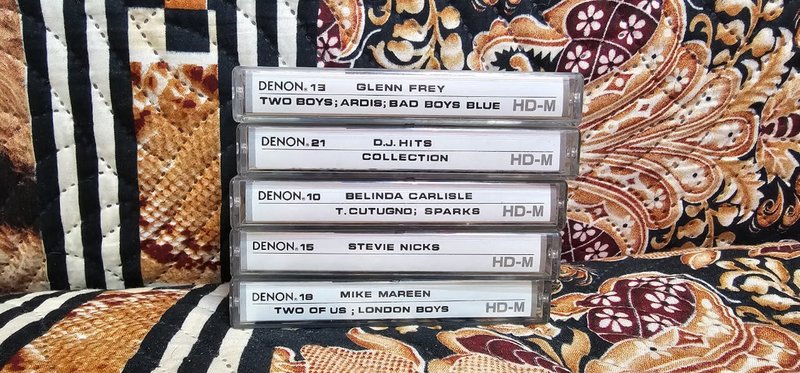 DENON. 13 GLENN FREY
TWO BOYS; ARDIS; BAD BOYS BLUE HD-M
DENON. 21 D.J. HITS
COLLECTION HD-M
DENON. 10 BELINDA CARLISLE
T. CUTUGNO; SPARKS HD-M
DENON. 15 STEVIE NICKS
HD-M
DENON. 18 MIKE MAREEN
TWO OF US ; LONDON BOYS HD-M